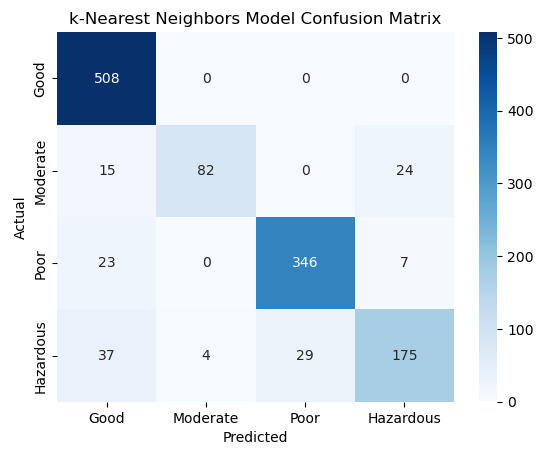 k-Nearest Neighbors Model Confusion Matrix
Actual
Good
508 0 0 0
Moderate
15 82 0 24
Poor
23 0 346 7
Hazardous
37 4 29 175
Good Moderate Poor Hazardous
Predicted
500
400
300
200
100
0